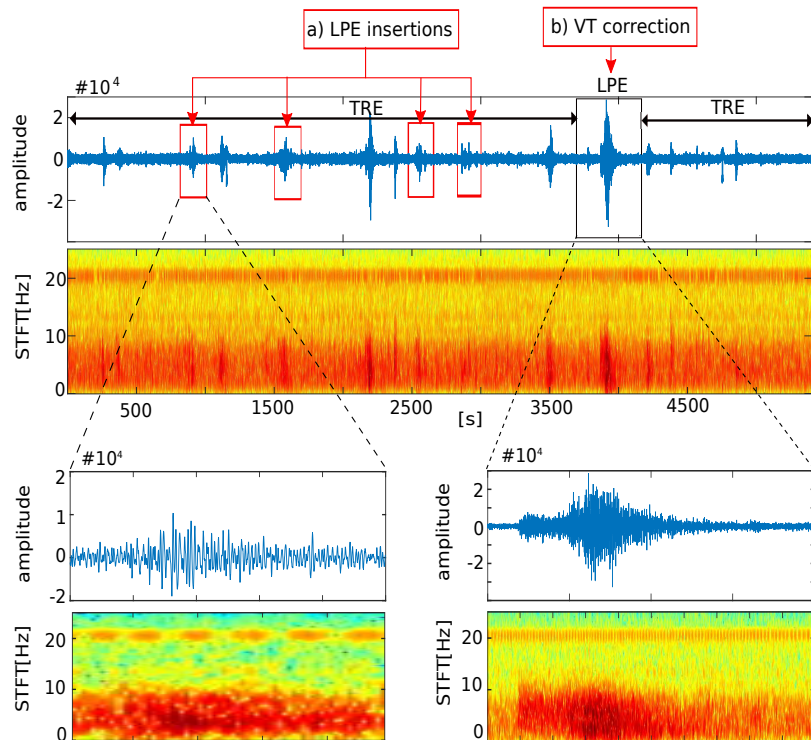 a) LPE insertions
b) VT correction
#10⁴
LPE
TRE
TRE
amplitude
2
0
-2
STFT[Hz]
20
10
0
500
1500
2500
3500
4500
[s]
#10⁴
amplitude
2
1
0
-2
STFT[Hz]
20
10
0
#10⁴
amplitude
2
0
-2
STFT[Hz]
20
10
0